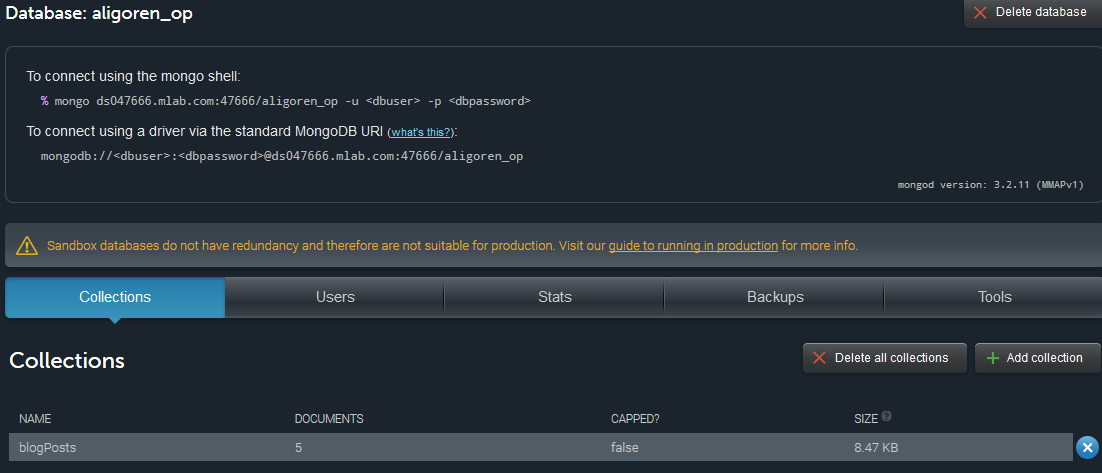 Database: aligoren_op
Delete database
To connect using the mongo shell:
% mongo ds047666.mlab.com:47666/aligoren_op -u <dbuser> -p <dbpassword>
To connect using a driver via the standard MongoDB URI (what's this?):
mongodb://<dbuser>:<dbpassword>@ds047666.mlab.com:47666/aligoren_op
mongod version: 3.2.11 (MMAPv1)
Sandbox databases do not have redundancy and therefore are not suitable for production. Visit our guide to running in production for more info.
Collections Users Stats Backups Tools
Collections
Delete all collections
Add collection
NAME DOCUMENTS CAPPED? SIZE ?
blogPosts 5 false 8.47 KB